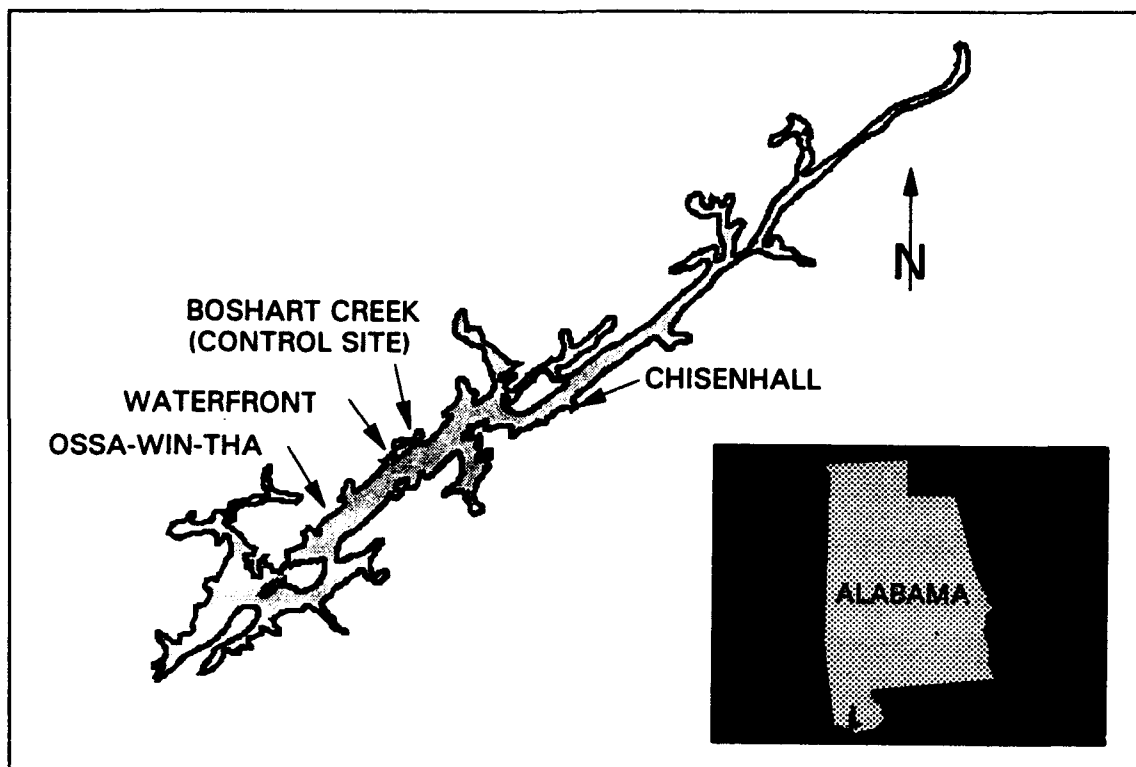 BOSHART CREEK
(CONTROL SITE)
WATERFRONT
OSSA-WIN-THA
CHISENHALL
N
ALABAMA